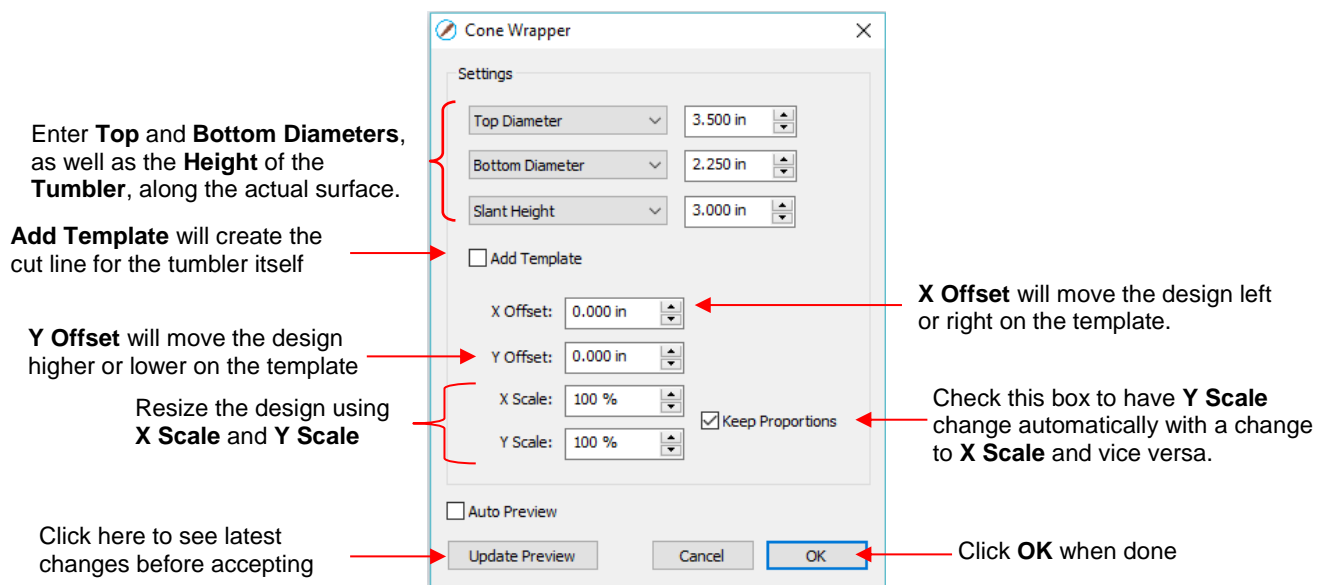 Cone Wrapper
Settings
Enter Top and Bottom Diameters,
as well as the Height of the
Tumbler, along the actual surface.
Top Diameter 3.500 in
Bottom Diameter 2.250 in
Slant Height 3.000 in
Add Template will create the
cut line for the tumbler itself
Add Template
X Offset: 0.000 in
X Offset will move the design left
or right on the template.
Y Offset will move the design
higher or lower on the template
Y Offset: 0.000 in
Resize the design using
X Scale and Y Scale
X Scale: 100 %
Y Scale: 100 %
Keep Proportions
Check this box to have Y Scale
change automatically with a change
to X Scale and vice versa.
Auto Preview
Click here to see latest
changes before accepting
Update Preview Cancel OK
Click OK when done